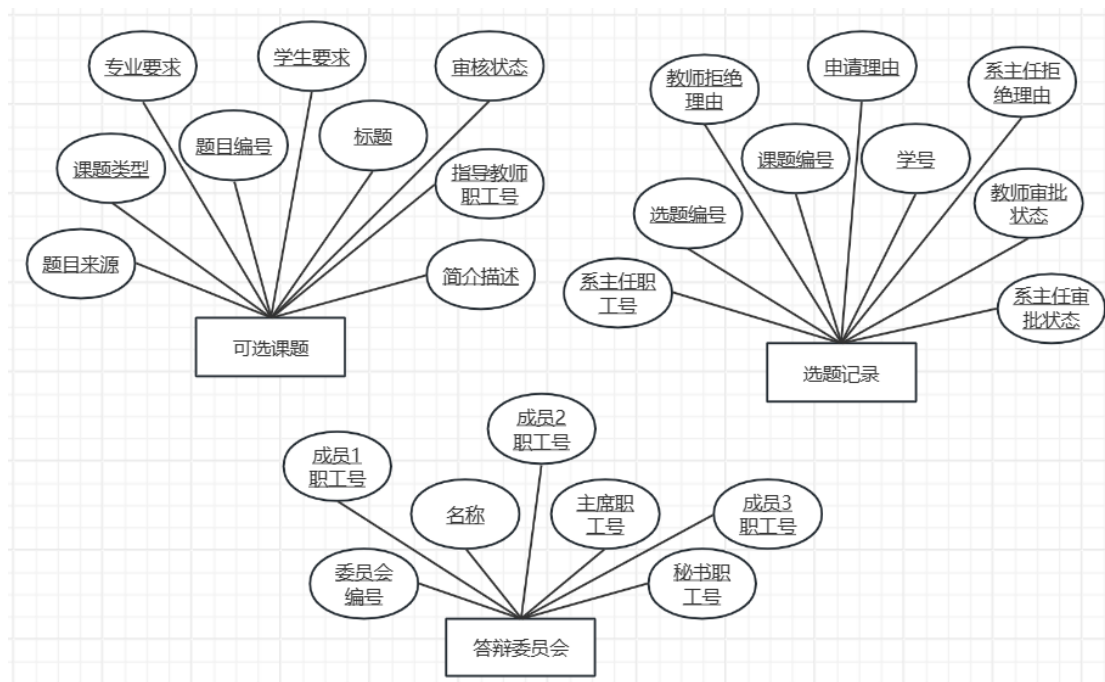 专业要求
学生要求
审核状态
题目编号
标题
课题类型
指导教师
职工号
题目来源
简介描述
可选课题
教师拒绝
理由
申请理由
系主任拒
绝理由
课题编号
学号
选题编号
教师审批
状态
系主任职
工号
系主任审
批状态
选题记录
成员1
职工号
成员2
职工号
名称
主席职
工号
成员3
职工号
委员会
编号
秘书职
工号
答辩委员会